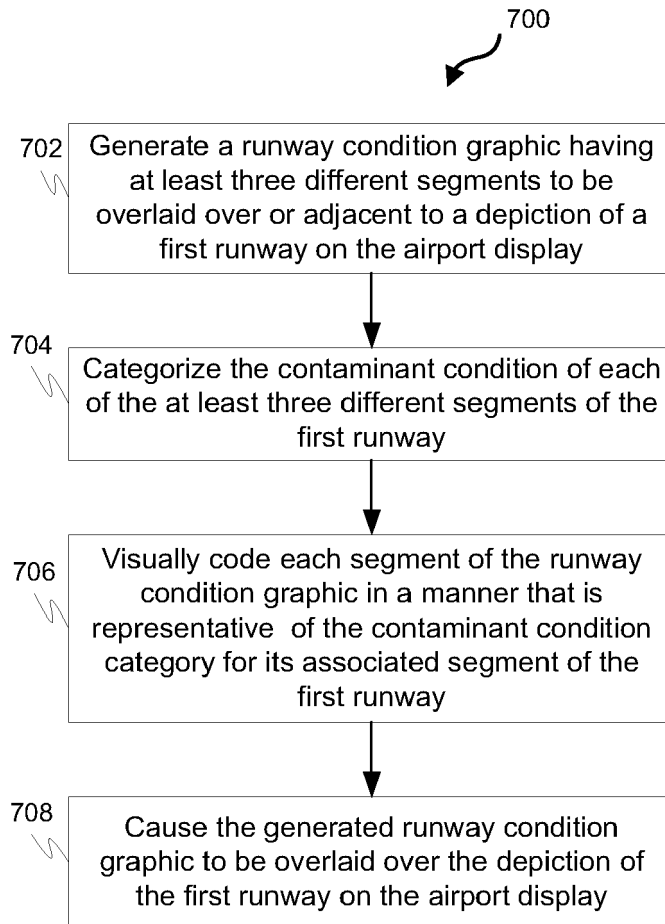 700
702
Generate a runway condition graphic having
at least three different segments to be
overlaid over or adjacent to a depiction of a
first runway on the airport display
704
Categorize the contaminant condition of each
of the at least three different segments of the
first runway
706
Visually code each segment of the runway
condition graphic in a manner that is
representative of the contaminant condition
category for its associated segment of the
first runway
708
Cause the generated runway condition
graphic to be overlaid over the depiction of
the first runway on the airport display